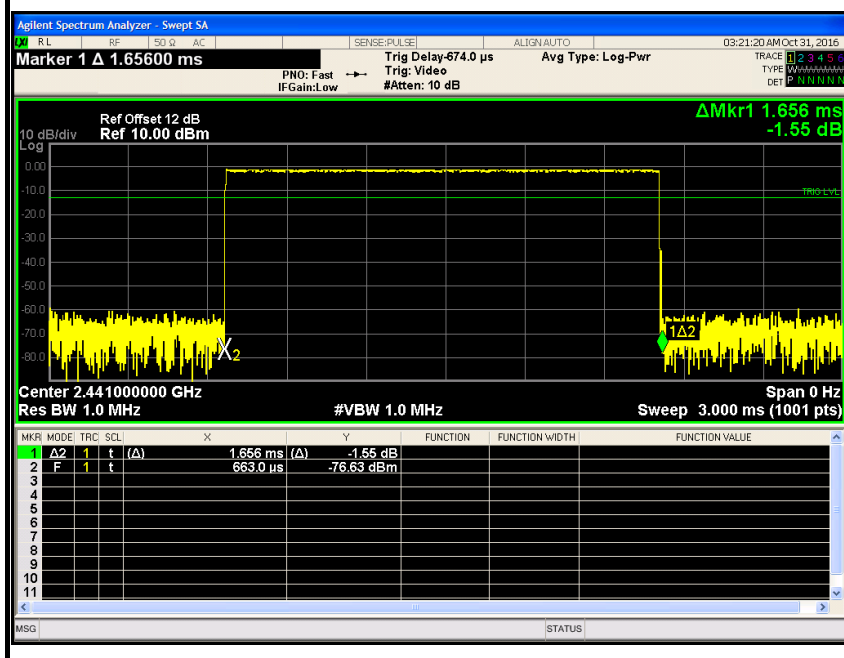 Agilent Spectrum Analyzer - Swept SA
LXI RL RF 50 Ω AC SENSE:PULSE ALIGN AUTO 03:21:20 AM Oct 31, 2016
Marker 1 Δ 1.65600 ms
PNO: Fast
IFGain:Low
Trig Delay-674.0 µs
Trig: Video
#Atten: 10 dB
Avg Type: Log-Pwr
TRACE 1 2 3 4 5 6
TYPE WWWWWW
DET P N N N N N
ΔMkr1 1.656 ms
-1.55 dB
Ref Offset 12 dB
10 dB/div Ref 10.00 dBm
Log
0.00
-10.0
TRIG LVL
-20.0
-30.0
-40.0
-50.0
-60.0
-70.0
-80.0
X2
1Δ2
Center 2.441000000 GHz Span 0 Hz
Res BW 1.0 MHz #VBW 1.0 MHz Sweep 3.000 ms (1001 pts)
MKR MODE TRC SCL X Y FUNCTION FUNCTION WIDTH FUNCTION VALUE
1 Δ2 1 t (Δ) 1.656 ms (Δ) -1.55 dB
2 F 1 t 663.0 µs -76.63 dBm
3
4
5
6
7
8
9
10
11
MSG STATUS